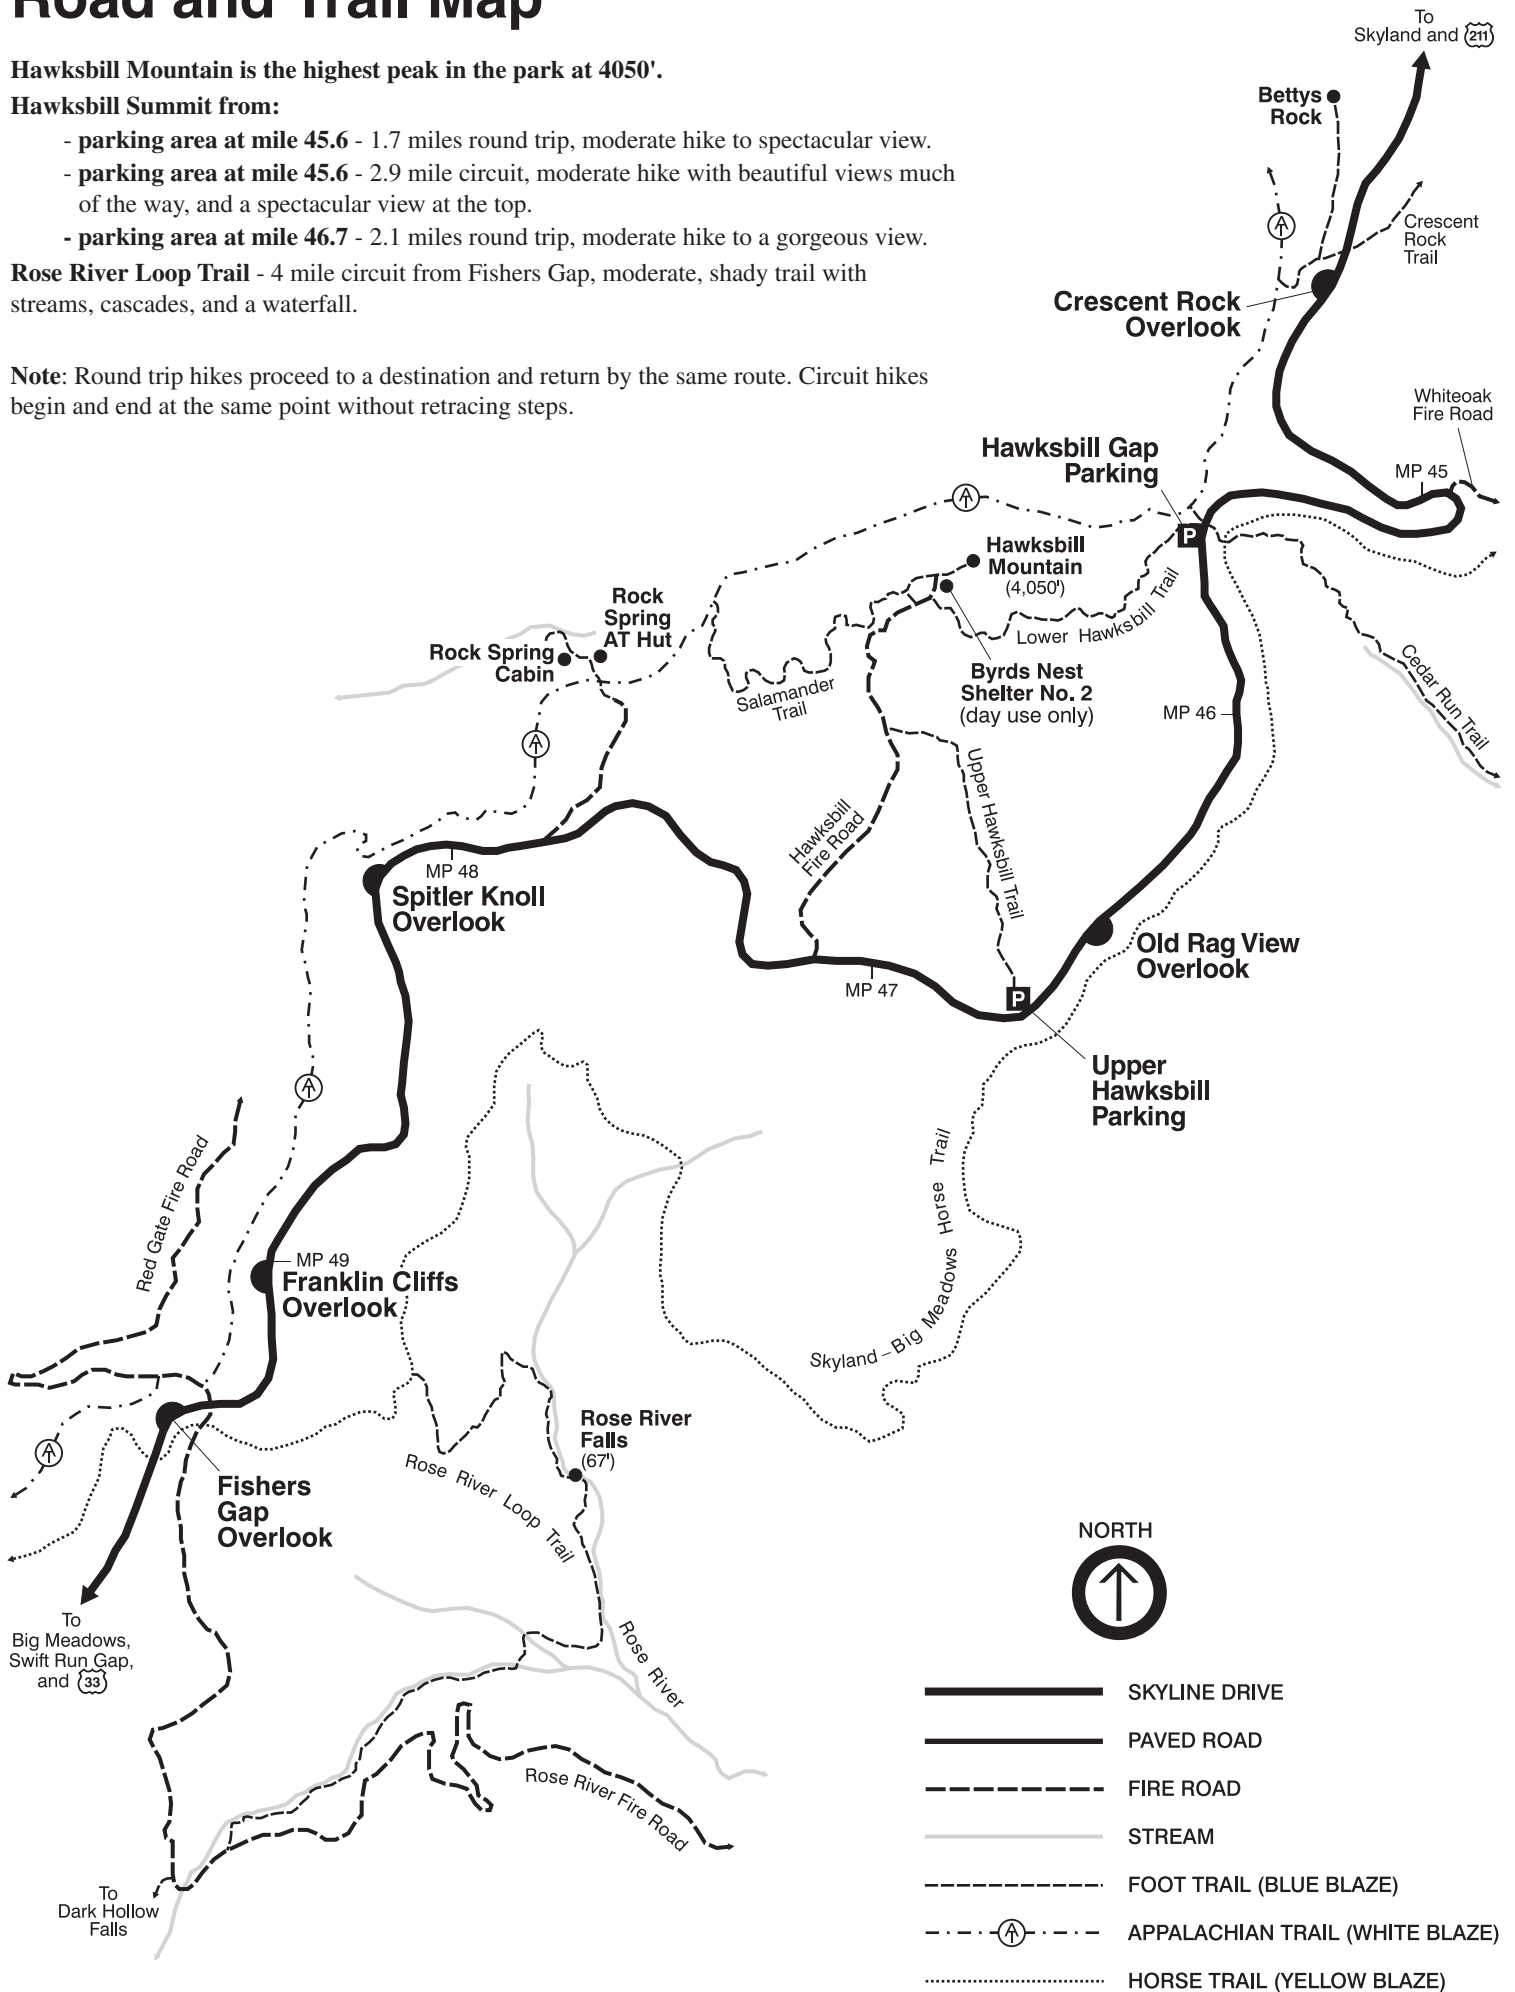 Road and Trail Map
Hawksbill Mountain is the highest peak in the park at 4050'.
Hawksbill Summit from:
- parking area at mile 45.6 - 1.7 miles round trip, moderate hike to spectacular view.
- parking area at mile 45.6 - 2.9 mile circuit, moderate hike with beautiful views much
of the way, and a spectacular view at the top.
- parking area at mile 46.7 - 2.1 miles round trip, moderate hike to a gorgeous view.
Rose River Loop Trail - 4 mile circuit from Fishers Gap, moderate, shady trail with
streams, cascades, and a waterfall.
Note: Round trip hikes proceed to a destination and return by the same route. Circuit hikes
begin and end at the same point without retracing steps.
To
Skyland and 211
Bettys
Rock
Crescent
Rock
Trail
Crescent Rock
Overlook
Whiteoak
Fire Road
Hawksbill Gap
Parking
MP 45
P
Hawksbill
Mountain
(4,050')
Rock
Spring
AT Hut
Rock Spring
Cabin
Lower Hawksbill Trail
Salamander
Trail
Byrds Nest
Shelter No. 2
(day use only)
Cedar Run Trail
MP 46
Upper Hawksbill Trail
Hawksbill
Fire Road
MP 48
Spitler Knoll
Overlook
Old Rag View
Overlook
MP 47
P
Upper
Hawksbill
Parking
Red Gate Fire Road
Skyland – Big Meadows Horse Trail
MP 49
Franklin Cliffs
Overlook
Rose River
Falls
(67')
Rose River Loop Trail
Fishers
Gap
Overlook
To
Big Meadows,
Swift Run Gap,
and 33
Rose River
Rose River Fire Road
To
Dark Hollow
Falls
NORTH
SKYLINE DRIVE
PAVED ROAD
FIRE ROAD
STREAM
FOOT TRAIL (BLUE BLAZE)
APPALACHIAN TRAIL (WHITE BLAZE)
HORSE TRAIL (YELLOW BLAZE)